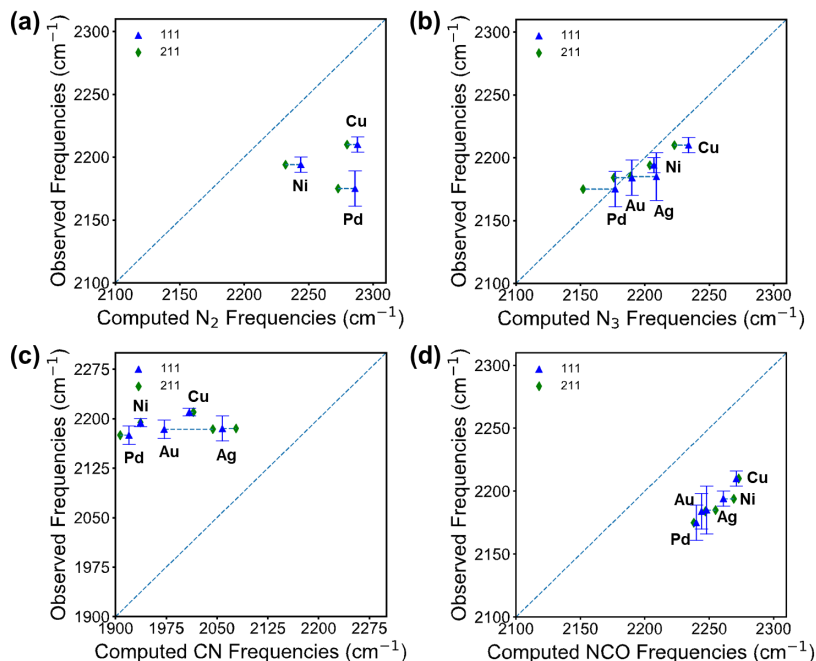 (a)
2300
2250
2200
2150
2100
Observed Frequencies (cm⁻¹)
111
211
Cu
Ni
Pd
2100 2150 2200 2250 2300
Computed N₂ Frequencies (cm⁻¹)
(b)
2300
2250
2200
2150
2100
Observed Frequencies (cm⁻¹)
111
211
Cu
Ni
Au
Ag
Pd
2100 2150 2200 2250 2300
Computed N₃ Frequencies (cm⁻¹)
(c)
2275
2200
2125
2050
1975
1900
Observed Frequencies (cm⁻¹)
111
211
Ni
Cu
Pd
Au
Ag
1900 1975 2050 2125 2200 2275
Computed CN Frequencies (cm⁻¹)
(d)
2300
2250
2200
2150
2100
Observed Frequencies (cm⁻¹)
111
211
Cu
Au
Ni
Ag
Pd
2100 2150 2200 2250 2300
Computed NCO Frequencies (cm⁻¹)